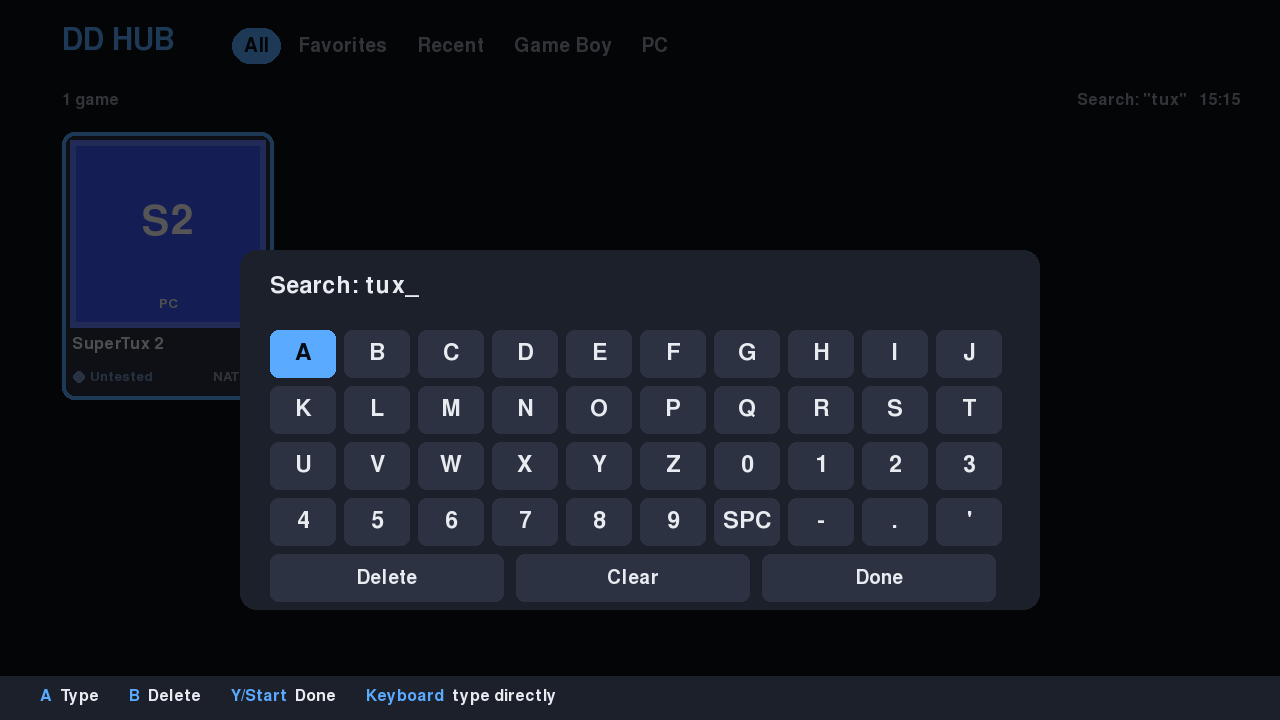 DD HUB All Favorites Recent Game Boy PC
1 game Search: "tux" 15:15
S2
PC
SuperTux 2
Untested NAT
Search: tux_
A B C D E F G H I J
K L M N O P Q R S T
U V W X Y Z 0 1 2 3
4 5 6 7 8 9 SPC - . '
Delete Clear Done
A Type B Delete Y/Start Done Keyboard type directly